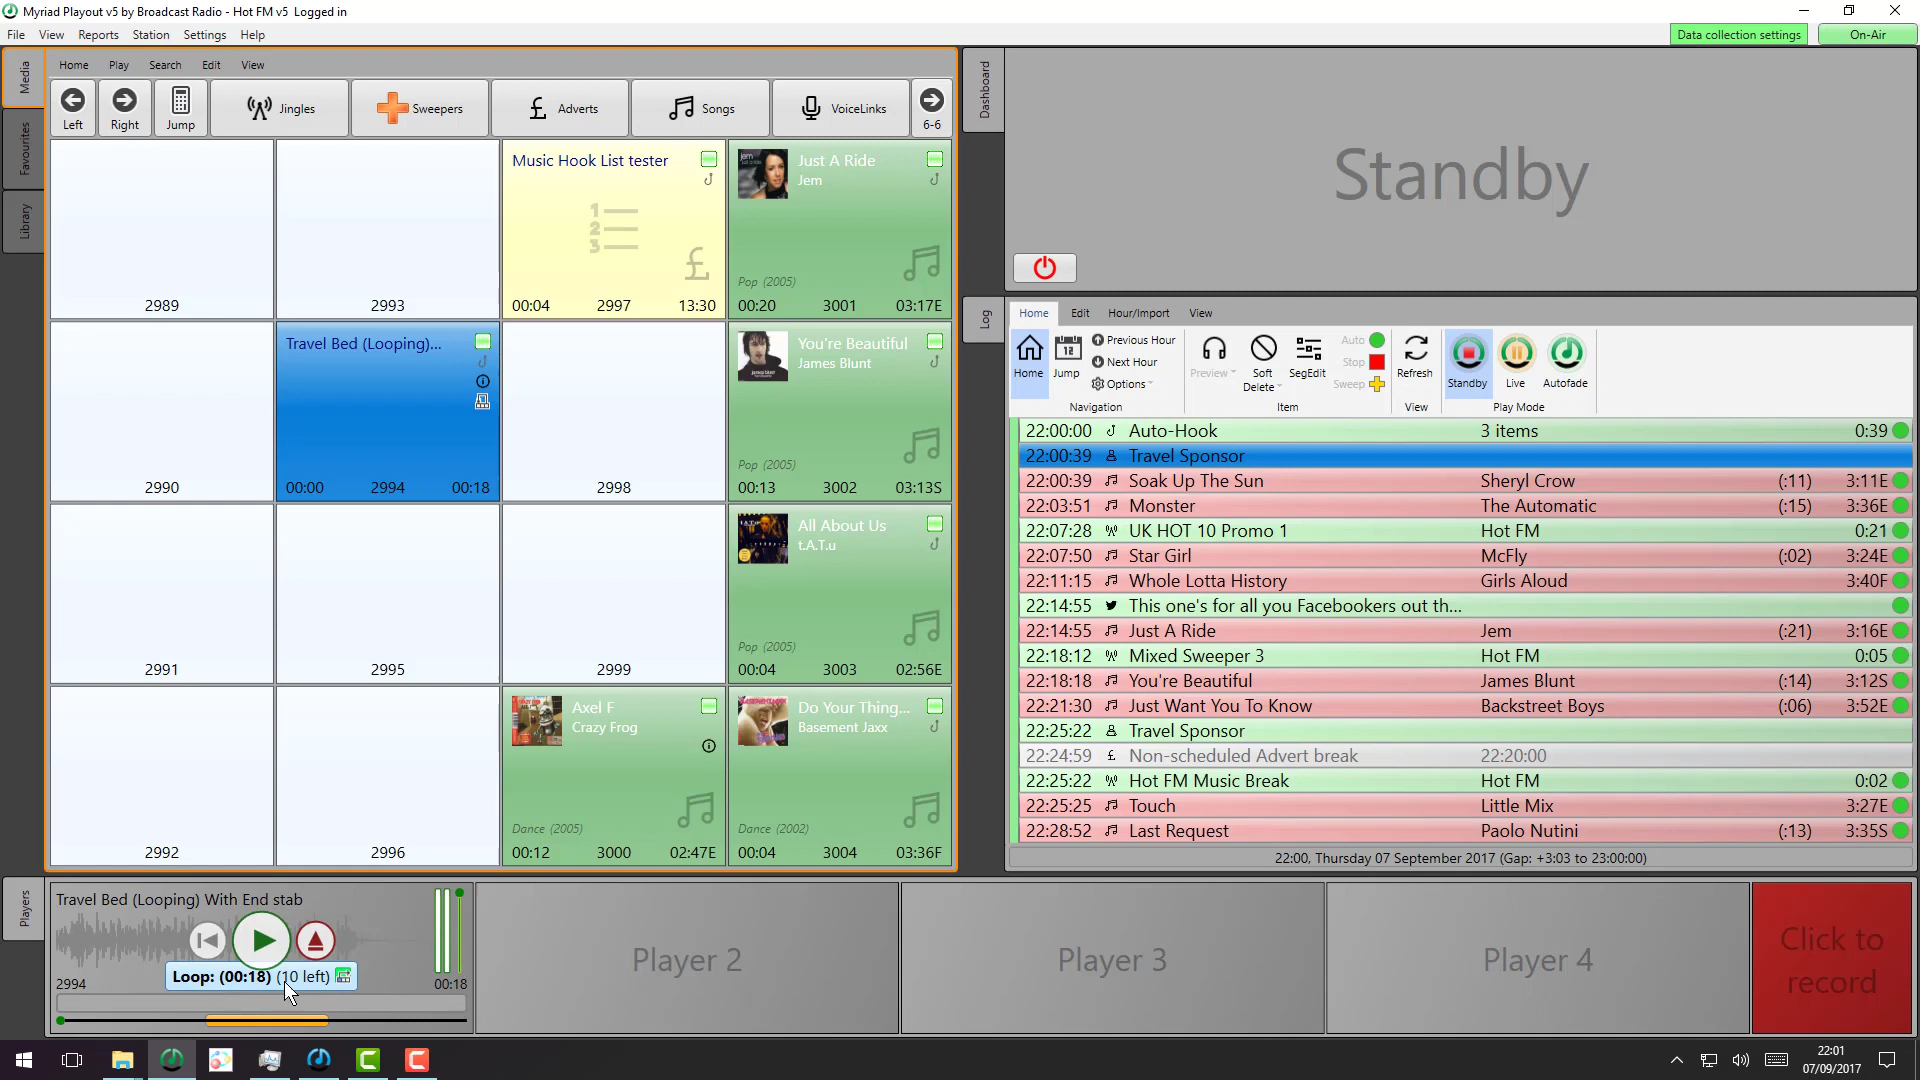 Myriad Playout v5 by Broadcast Radio - Hot FM v5  Logged in
File View Reports Station Settings Help
Data collection settings On-Air
Media
Favourites
Library
Home Play Search Edit View
Left Right Jump Jingles Sweepers Adverts Songs VoiceLinks 6-6
2989
2993
Music Hook List tester
1
2
3
£
00:04 2997 13:30
Just A Ride
Jem
Pop (2005)
00:20 3001 03:17E
2990
Travel Bed (Looping)...
00:00 2994 00:18
2998
You're Beautiful
James Blunt
Pop (2005)
00:13 3002 03:13S
2991
2995
2999
All About Us
t.A.T.u
Pop (2005)
00:04 3003 02:56E
2992
2996
Axel F
Crazy Frog
Dance (2005)
00:12 3000 02:47E
Do Your Thing...
Basement Jaxx
Dance (2002)
00:04 3004 03:36F
Dashboard
Standby
Log
Home Edit Hour/Import View
Home Jump Previous Hour
Next Hour
Options
Navigation
Preview Soft Delete SegEdit Auto
Stop
Sweep
Item
Refresh
View
Standby Live Autofade
Play Mode
22:00:00 Auto-Hook 3 items 0:39
22:00:39 Travel Sponsor
22:00:39 Soak Up The Sun Sheryl Crow (:11) 3:11E
22:03:51 Monster The Automatic (:15) 3:36E
22:07:28 UK HOT 10 Promo 1 Hot FM 0:21
22:07:50 Star Girl McFly (:02) 3:24E
22:11:15 Whole Lotta History Girls Aloud 3:40F
22:14:55 This one's for all you Facebookers out th...
22:14:55 Just A Ride Jem (:21) 3:16E
22:18:12 Mixed Sweeper 3 Hot FM 0:05
22:18:18 You're Beautiful James Blunt (:14) 3:12S
22:21:30 Just Want You To Know Backstreet Boys (:06) 3:52E
22:25:22 Travel Sponsor
22:24:59 £ Non-scheduled Advert break 22:20:00
22:25:22 Hot FM Music Break Hot FM 0:02
22:25:25 Touch Little Mix 3:27E
22:28:52 Last Request Paolo Nutini (:13) 3:35S
22:00, Thursday 07 September 2017 (Gap: +3:03 to 23:00:00)
Players
Travel Bed (Looping) With End stab
Loop: (00:18) (10 left)
2994 00:18
Player 2
Player 3
Player 4
Click to
record
22:01
07/09/2017